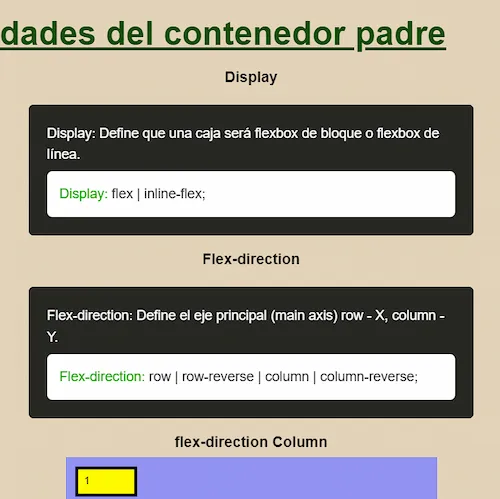 dades del contenedor padre
Display
Display: Define que una caja será flexbox de bloque o flexbox de
línea.
Display: flex | inline-flex;
Flex-direction
Flex-direction: Define el eje principal (main axis) row - X, column -
Y.
Flex-direction: row | row-reverse | column | column-reverse;
flex-direction Column
1